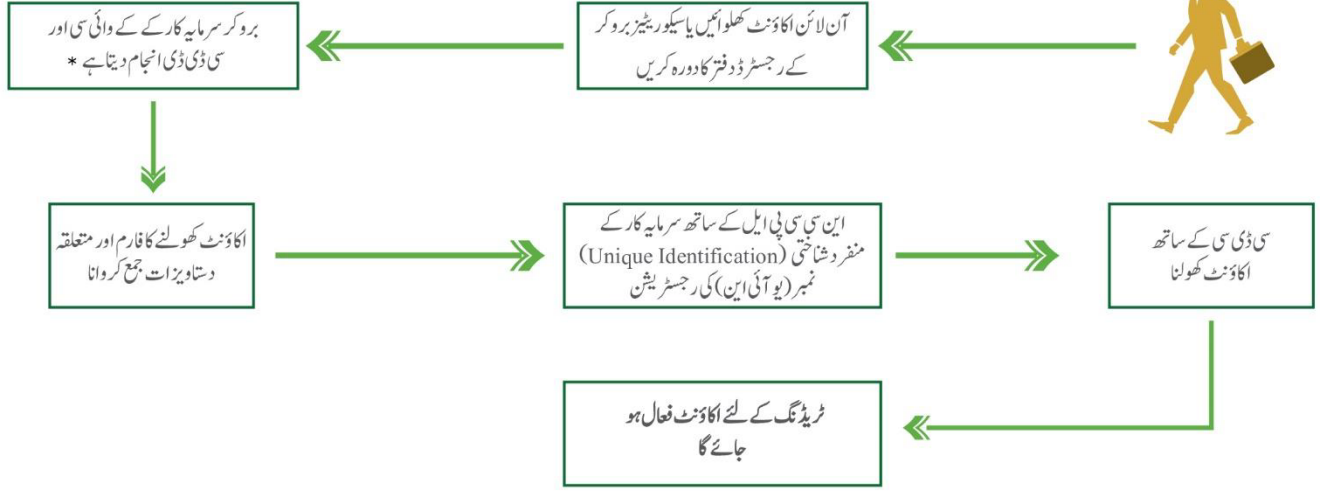 آن لائن اکاؤنٹ کھلوائیں یا سیکوریٹیز بروکر
کے رجسٹرڈ دفتر کا دورہ کریں
بروکر سرمایہ کار کے کے وائی سی اور
سی ڈی ڈی انجام دیتا ہے *
اکاؤنٹ کھولنے کا فارم اور متعلقہ
دستاویزات جمع کروانا
این سی سی پی ایل کے ساتھ سرمایہ کار کے
منفرد شناختی (Unique Identification)
نمبر (یو آئی این) کی رجسٹریشن
سی ڈی سی کے ساتھ
اکاؤنٹ کھولنا
ٹریڈنگ کے لئے اکاؤنٹ فعال ہو
جائے گا